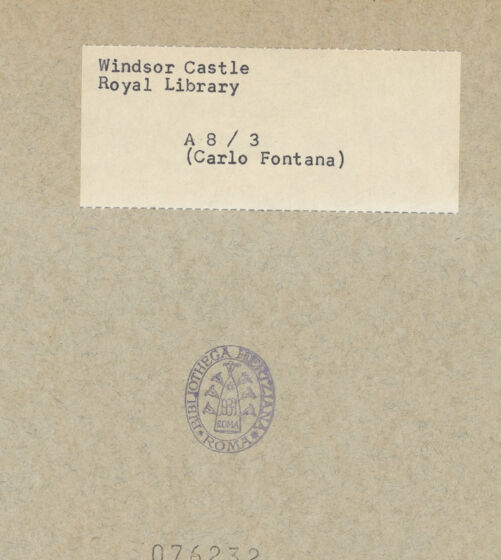 Windsor Castle
Royal Library
A 8 / 3
(Carlo Fontana)
BIBLIOTHECA HERTZIANA
ROMA
ROMA
076232